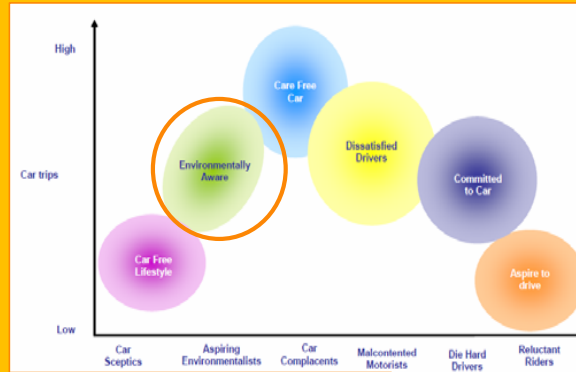 High
Care Free
Car
Dissatisfied
Drivers
Environmentally
Aware
Car trips
Committed
to Car
Car Free
Lifestyle
Aspire to
drive
Low
Car
Sceptics
Aspiring
Environmentalists
Car
Complacents
Malcontented
Motorists
Die Hard
Drivers
Reluctant
Riders